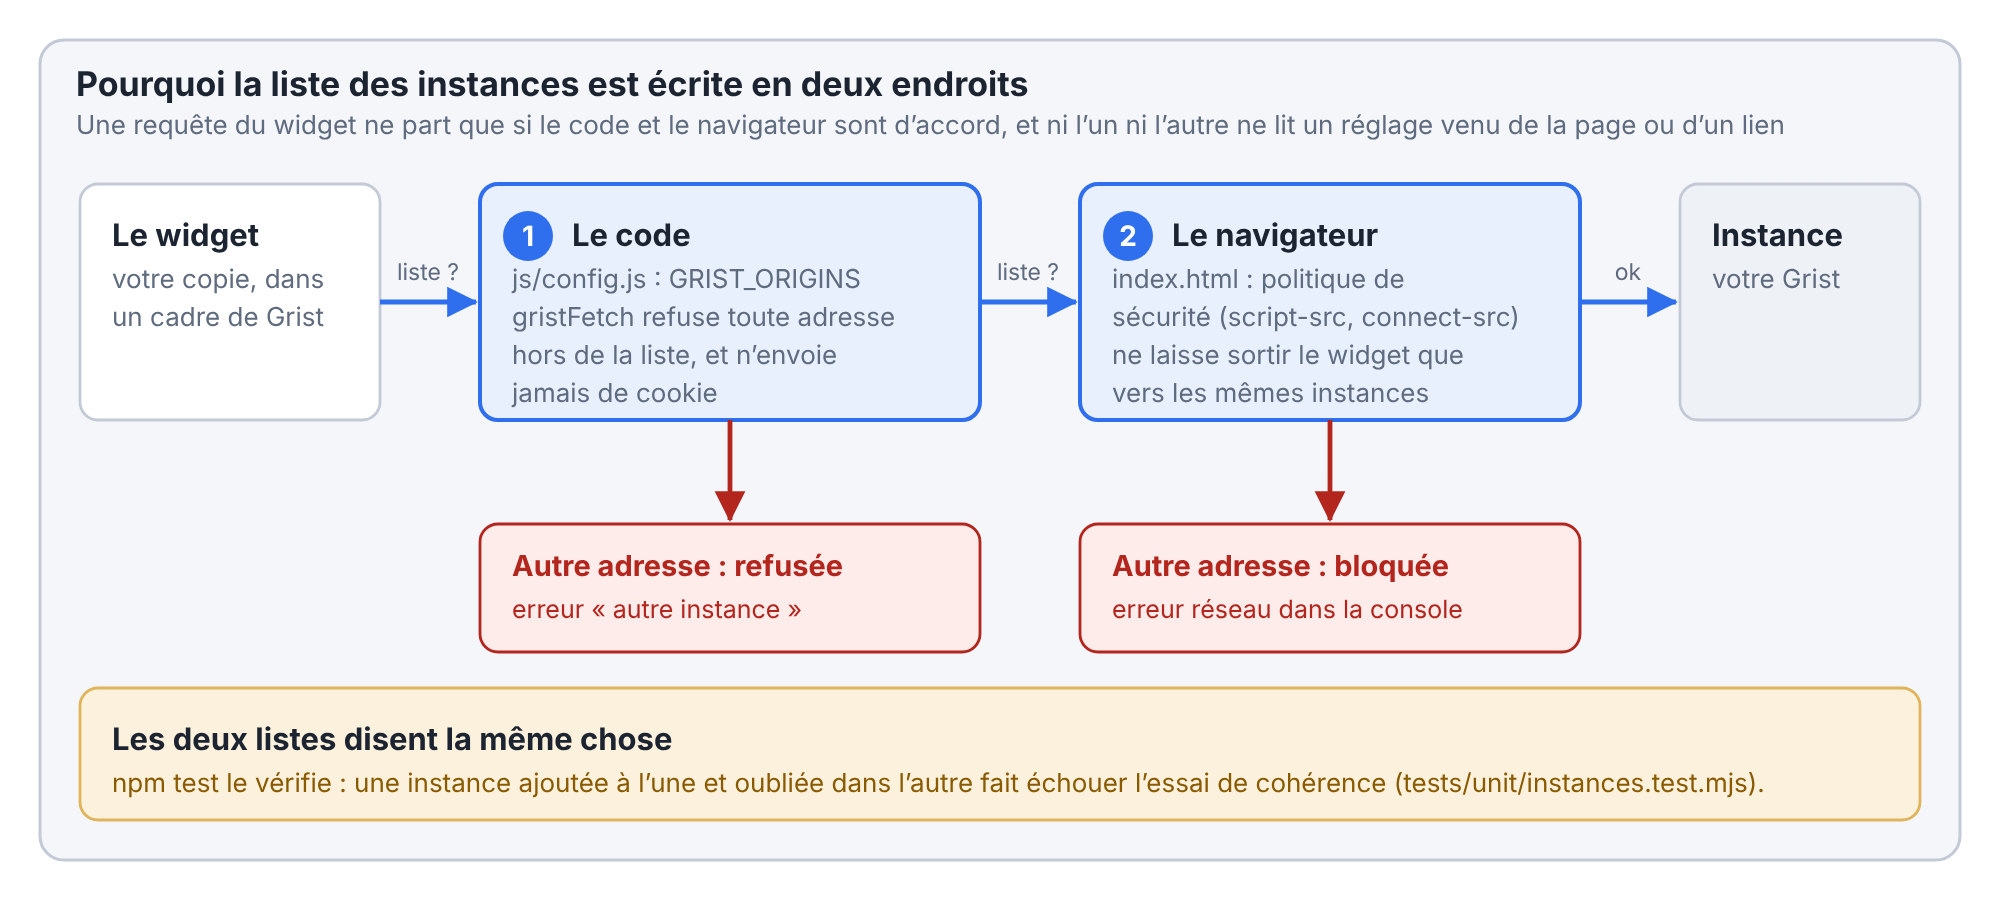 Pourquoi la liste des instances est écrite en deux endroits
Une requête du widget ne part que si le code et le navigateur sont d’accord, et ni l’un ni l’autre ne lit un réglage venu de la page ou d’un lien
Le widget
votre copie, dans
un cadre de Grist
liste ?
1
Le code
js/config.js : GRIST_ORIGINS
gristFetch refuse toute adresse
hors de la liste, et n’envoie
jamais de cookie
liste ?
2
Le navigateur
index.html : politique de
sécurité (script-src, connect-src)
ne laisse sortir le widget que
vers les mêmes instances
ok
Instance
votre Grist
Autre adresse : refusée
erreur « autre instance »
Autre adresse : bloquée
erreur réseau dans la console
Les deux listes disent la même chose
npm test le vérifie : une instance ajoutée à l’une et oubliée dans l’autre fait échouer l’essai de cohérence (tests/unit/instances.test.mjs).